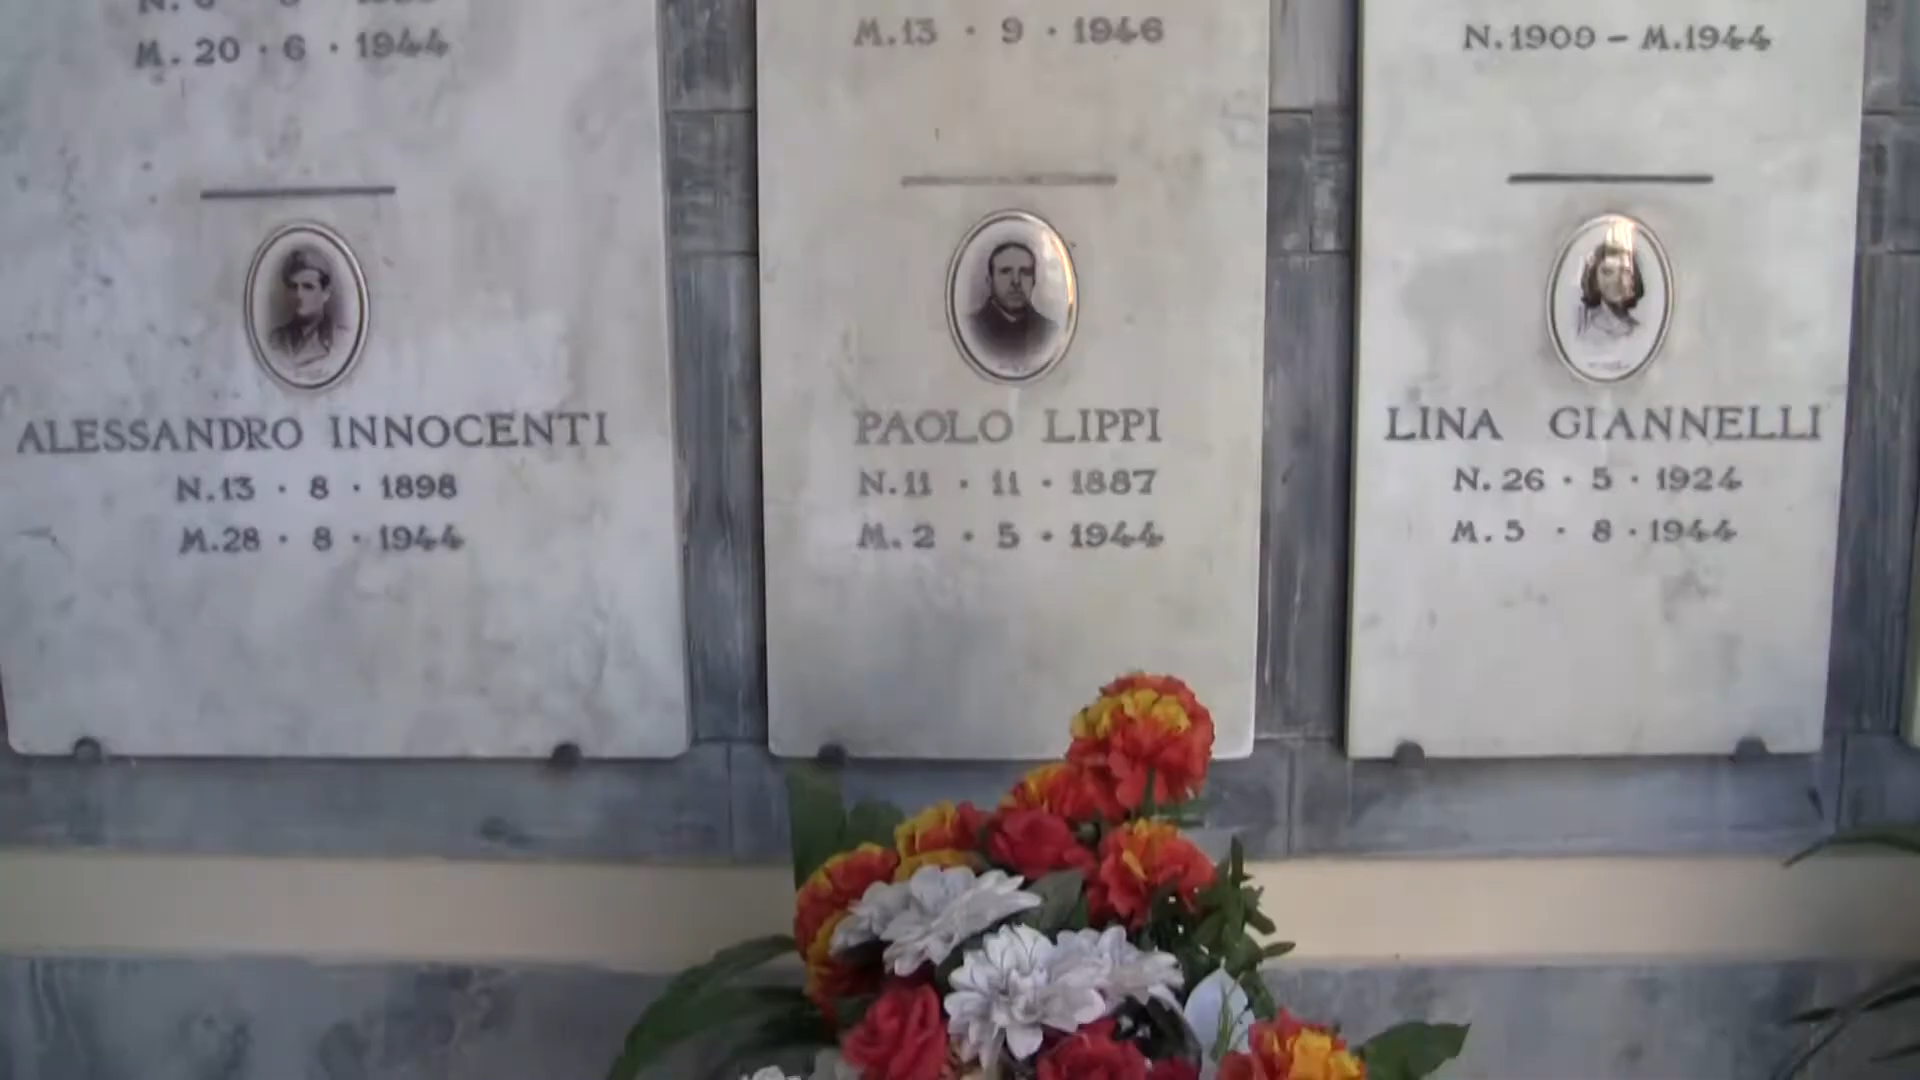 M. 20 · 6 · 1944
ALESSANDRO INNOCENTI
N. 13 · 8 · 1898
M. 28 · 8 · 1944
M. 13 · 9 · 1946
PAOLO LIPPI
N. 11 · 11 · 1887
M. 2 · 5 · 1944
N. 1909 - M. 1944
LINA GIANNELLI
N. 26 · 5 · 1924
M. 5 · 8 · 1944